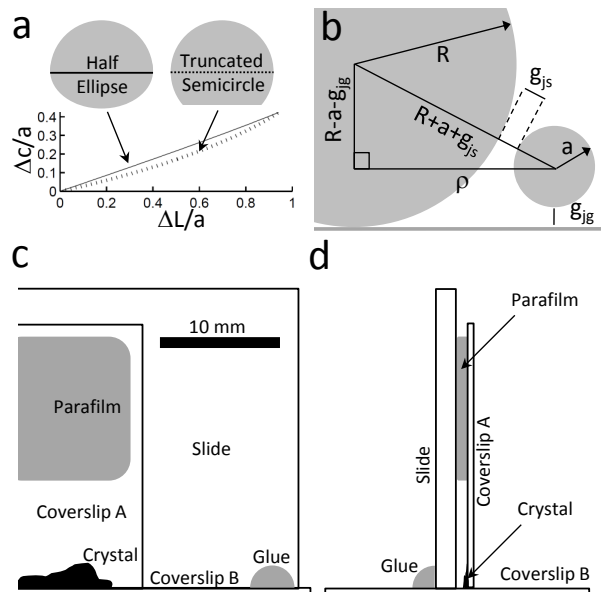 a
Half
Ellipse
Truncated
Semicircle
Δc/a
0.4
0.3
0.2
0.1
0
0 0.2 0.4 0.6 0.8 1
ΔL/a
b
R
g_js
R-a-g_jg
R+a+g_js
a
ρ
g_jg
c
10 mm
Parafilm
Slide
Coverslip A
Crystal
Glue
Coverslip B
d
Parafilm
Slide
Coverslip A
Crystal
Glue
Coverslip B